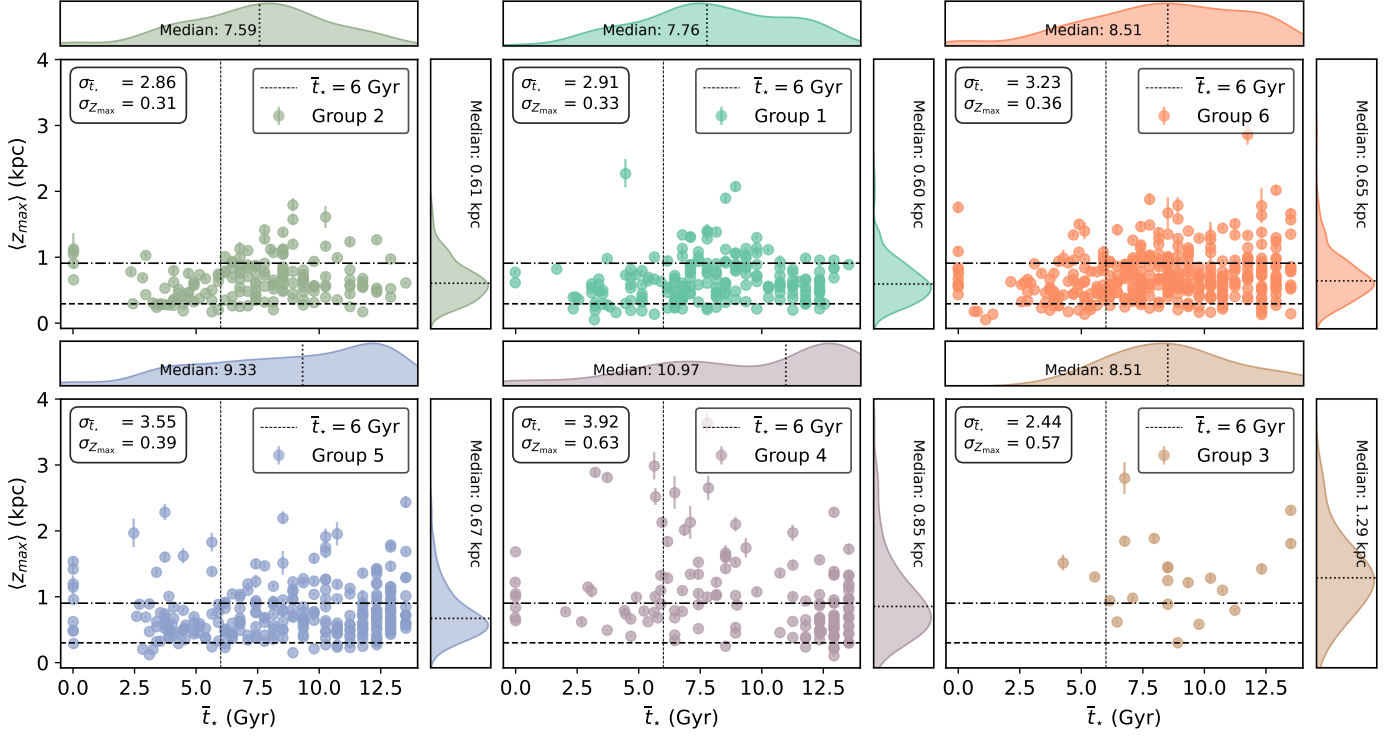 Median: 7.59
Median: 7.76
Median: 8.51
4
3
2
1
0
⟨z_max⟩ (kpc)
σ_t̄⋆ = 2.86
σ_Zmax = 0.31
t̄⋆ = 6 Gyr
Group 2
Median: 0.61 kpc
σ_t̄⋆ = 2.91
σ_Zmax = 0.33
t̄⋆ = 6 Gyr
Group 1
Median: 0.60 kpc
σ_t̄⋆ = 3.23
σ_Zmax = 0.36
t̄⋆ = 6 Gyr
Group 6
Median: 0.65 kpc
Median: 9.33
Median: 10.97
Median: 8.51
4
3
2
1
0
⟨z_max⟩ (kpc)
σ_t̄⋆ = 3.55
σ_Zmax = 0.39
t̄⋆ = 6 Gyr
Group 5
Median: 0.67 kpc
σ_t̄⋆ = 3.92
σ_Zmax = 0.63
t̄⋆ = 6 Gyr
Group 4
Median: 0.85 kpc
σ_t̄⋆ = 2.44
σ_Zmax = 0.57
t̄⋆ = 6 Gyr
Group 3
Median: 1.29 kpc
0.0 2.5 5.0 7.5 10.0 12.5
0.0 2.5 5.0 7.5 10.0 12.5
0.0 2.5 5.0 7.5 10.0 12.5
t̄⋆ (Gyr)
t̄⋆ (Gyr)
t̄⋆ (Gyr)